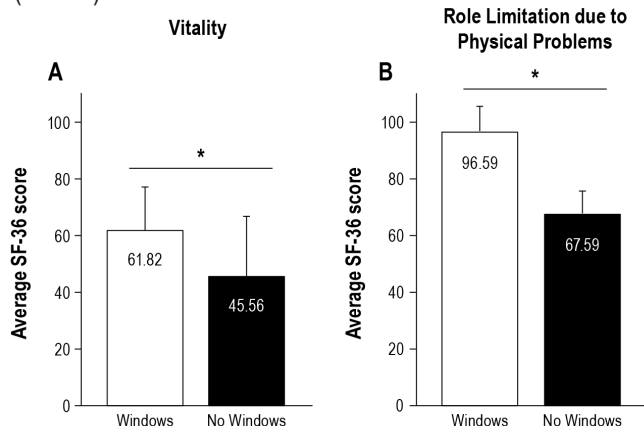 Vitality
A
*
Average SF-36 score
100
80
60
40
20
0
61.82
45.56
Windows
No Windows
Role Limitation due to
Physical Problems
B
*
Average SF-36 score
100
80
60
40
20
0
96.59
67.59
Windows
No Windows